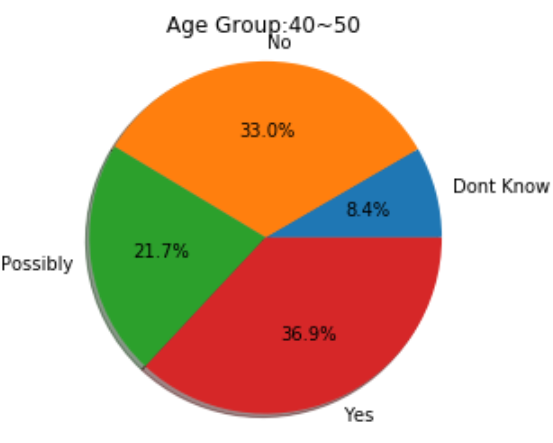 Age Group:40~50
No
33.0%
Dont Know
8.4%
21.7%
Possibly
36.9%
Yes